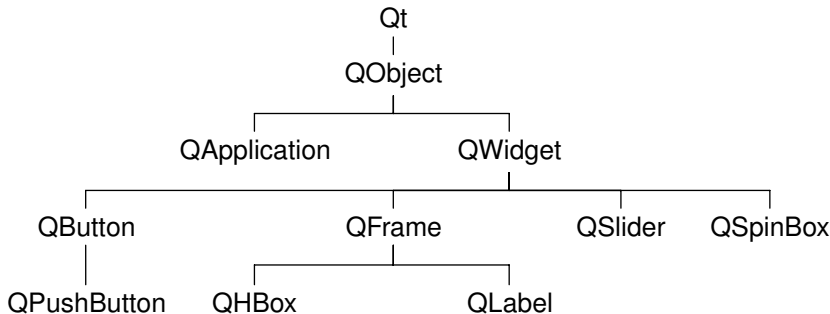 Qt
QObject
QApplication QWidget
QButton QFrame QSlider QSpinBox
QPushButton QHBox QLabel